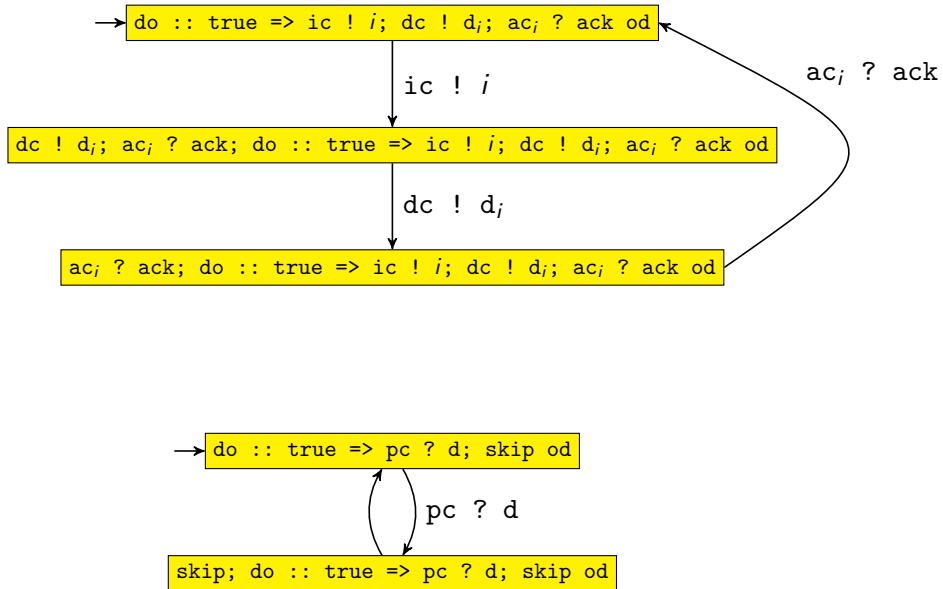 do :: true => ic ! i; dc ! dᵢ; acᵢ ? ack od
acᵢ ? ack
ic ! i
dc ! dᵢ; acᵢ ? ack; do :: true => ic ! i; dc ! dᵢ; acᵢ ? ack od
dc ! dᵢ
acᵢ ? ack; do :: true => ic ! i; dc ! dᵢ; acᵢ ? ack od
do :: true => pc ? d; skip od
pc ? d
skip; do :: true => pc ? d; skip od